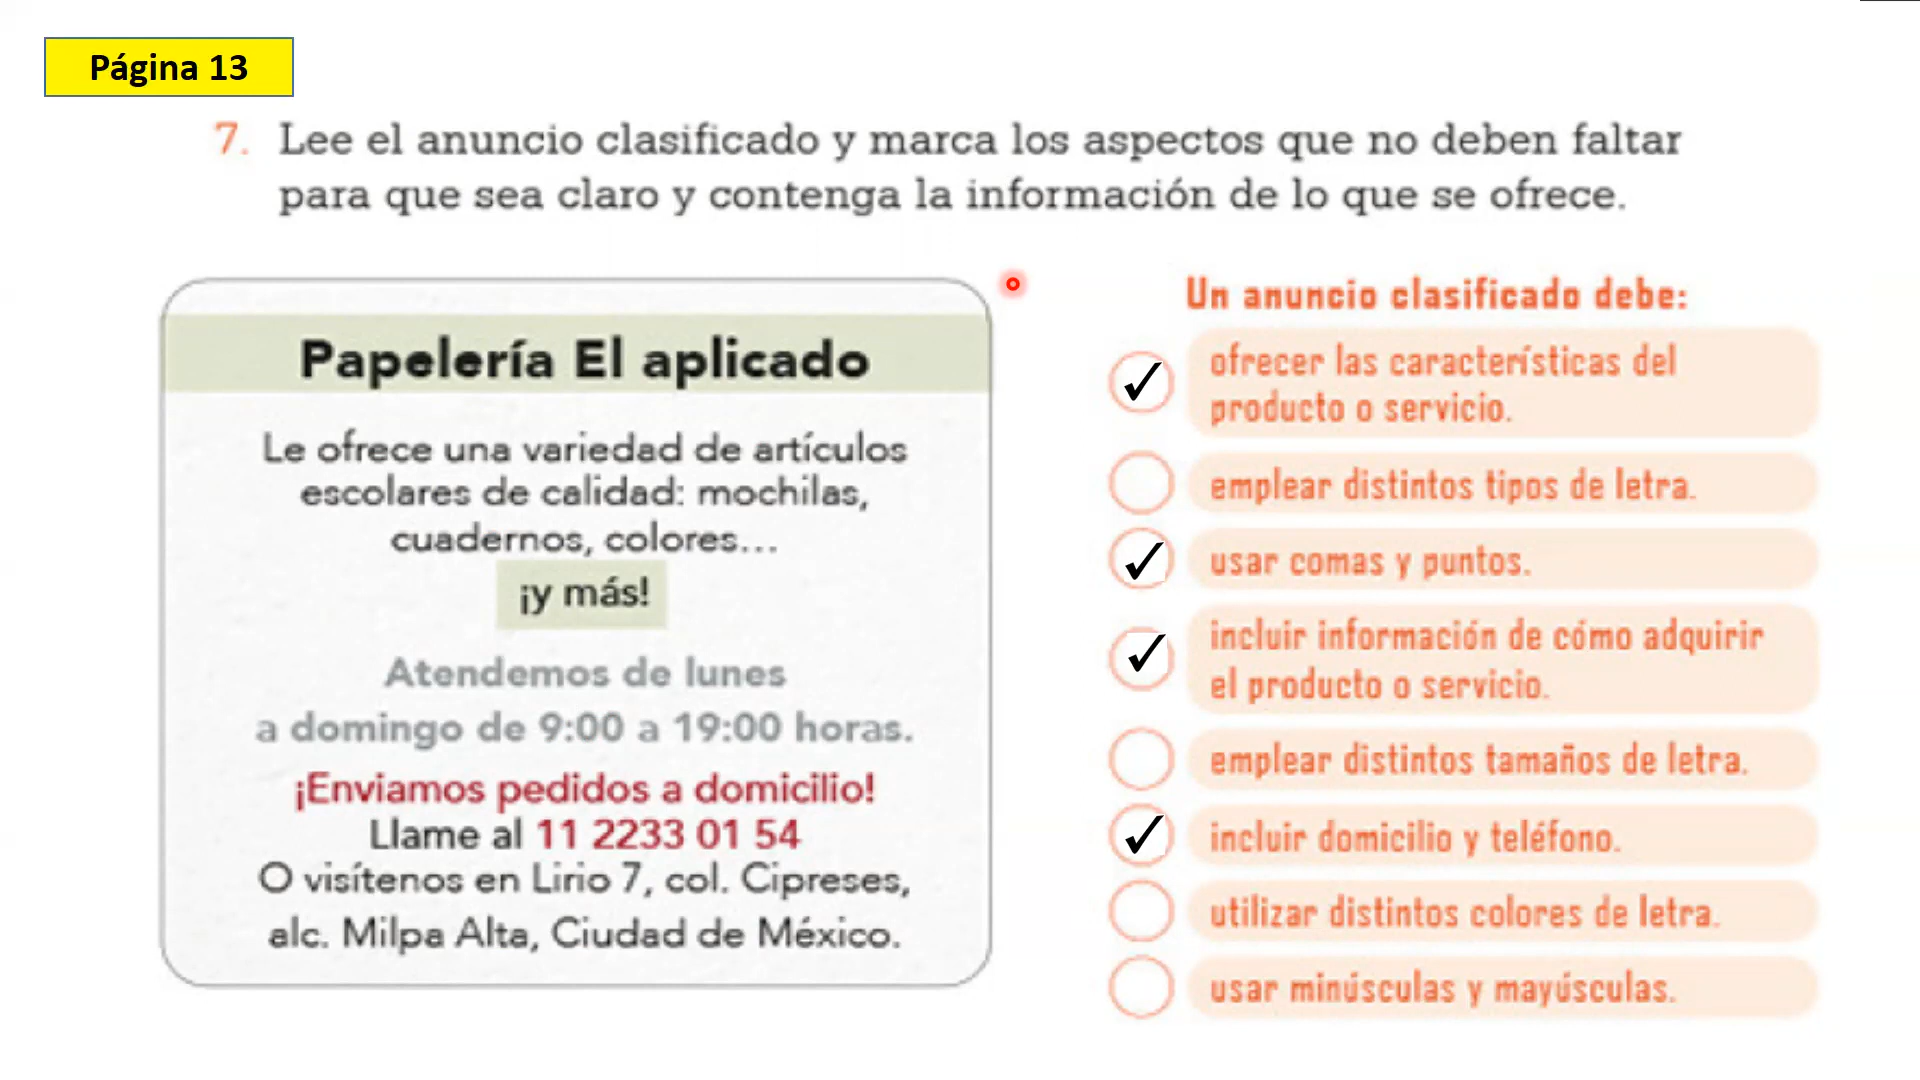 Página 13
7. Lee el anuncio clasificado y marca los aspectos que no deben faltar
para que sea claro y contenga la información de lo que se ofrece.
Papelería El aplicado
Le ofrece una variedad de artículos
escolares de calidad: mochilas,
cuadernos, colores...
¡y más!
Atendemos de lunes
a domingo de 9:00 a 19:00 horas.
¡Enviamos pedidos a domicilio!
Llame al 11 2233 01 54
O visítenos en Lirio 7, col. Cipreses,
alc. Milpa Alta, Ciudad de México.
Un anuncio clasificado debe:
ofrecer las características del
producto o servicio.
emplear distintos tipos de letra.
usar comas y puntos.
incluir información de cómo adquirir
el producto o servicio.
emplear distintos tamaños de letra.
incluir domicilio y teléfono.
utilizar distintos colores de letra.
usar minúsculas y mayúsculas.